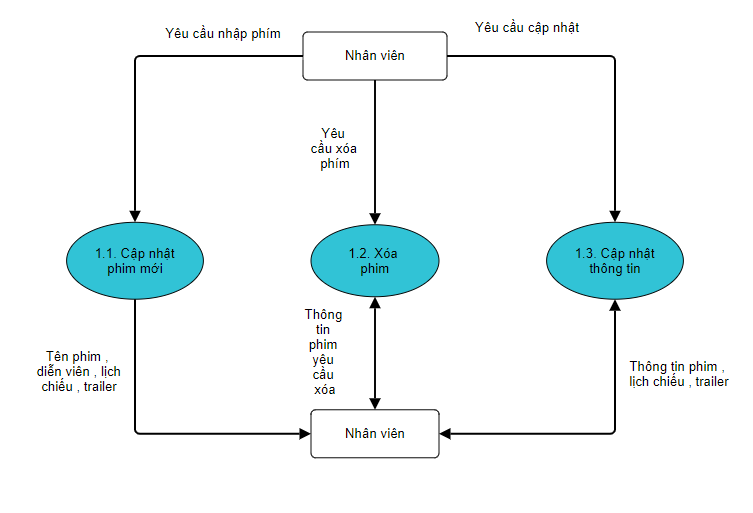 Yêu cầu nhập phím
Nhân viên
Yêu cầu cập nhật
Yêu
cầu xóa
phím
1.1. Cập nhật
phim mới
1.2. Xóa
phim
1.3. Cập nhật
thông tin
Thông
tin
phim
yêu
cầu
xóa
Tên phim ,
diễn viên , lịch
chiếu , trailer
Thông tin phim ,
lịch chiếu , trailer
Nhân viên